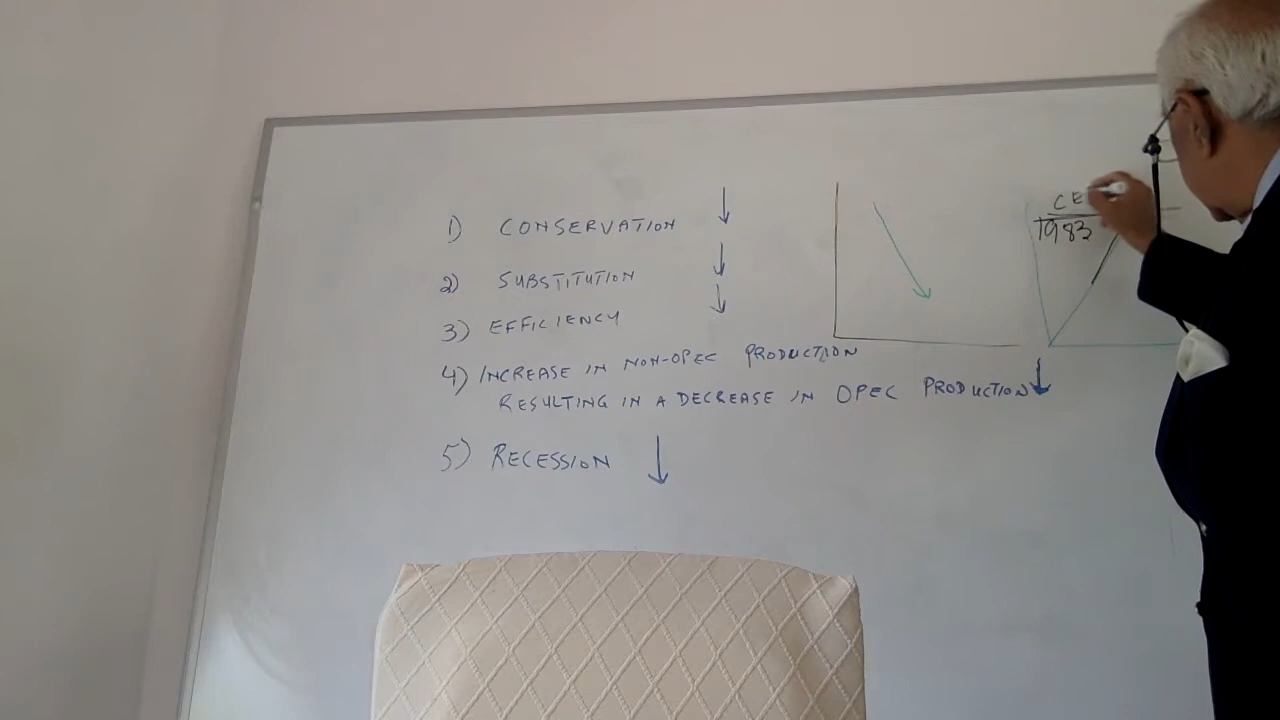 1) CONSERVATION ↓
2) SUBSTITUTION ↓
3) EFFICIENCY ↓
4) INCREASE IN NON-OPEC PRODUCTION
RESULTING IN A DECREASE IN OPEC PRODUCTION ↓
5) RECESSION ↓
CE
1983